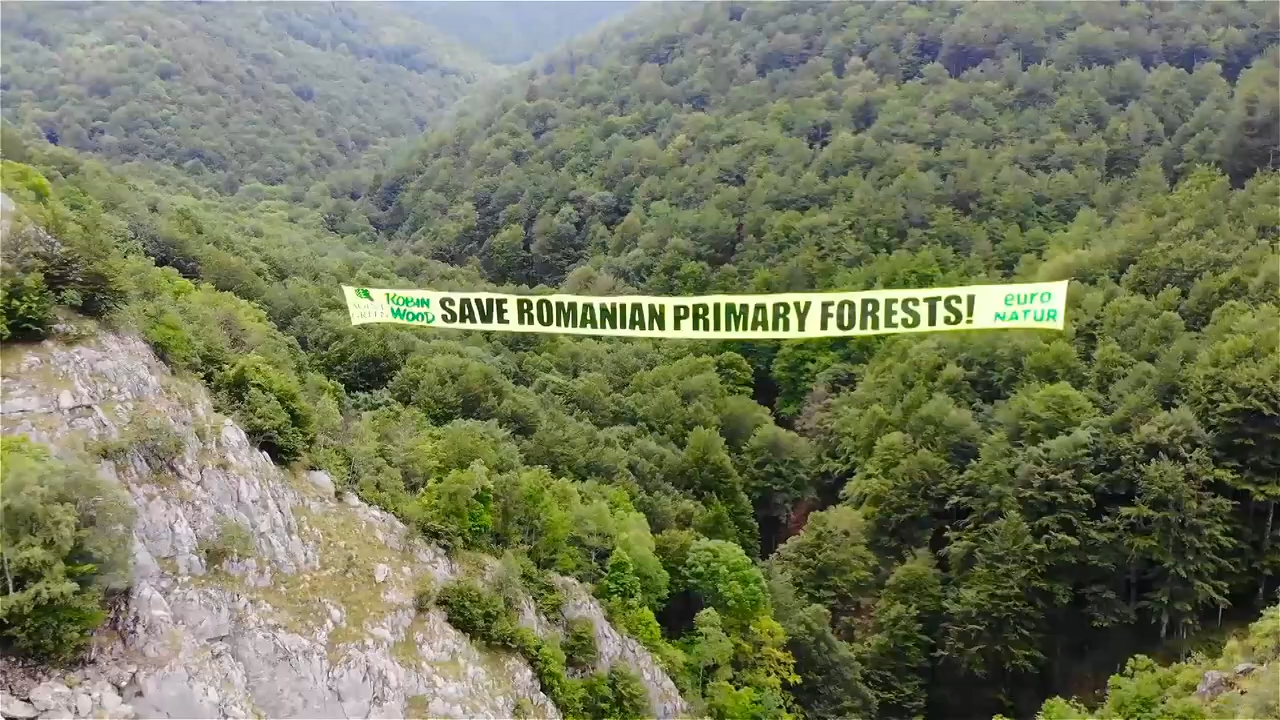 ROBIN
WOOD
SAVE ROMANIAN PRIMARY FORESTS!
euro
NATUR